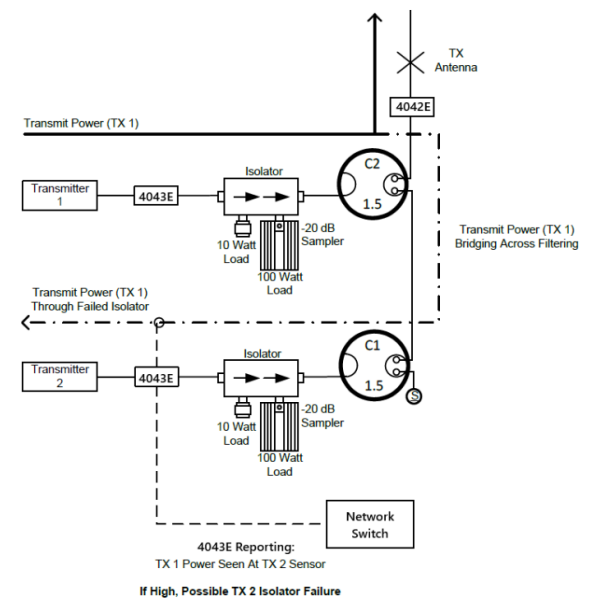 TX
Antenna
4042E
Transmit Power (TX 1)
C2
1.5
Isolator
Transmitter
1
4043E
-20 dB
Sampler
10 Watt
Load
100 Watt
Load
Transmit Power (TX 1)
Bridging Across Filtering
Transmit Power (TX 1)
Through Failed Isolator
C1
1.5
Isolator
Transmitter
2
4043E
S
-20 dB
Sampler
10 Watt
Load
100 Watt
Load
Network
Switch
4043E Reporting:
TX 1 Power Seen At TX 2 Sensor
If High, Possible TX 2 Isolator Failure